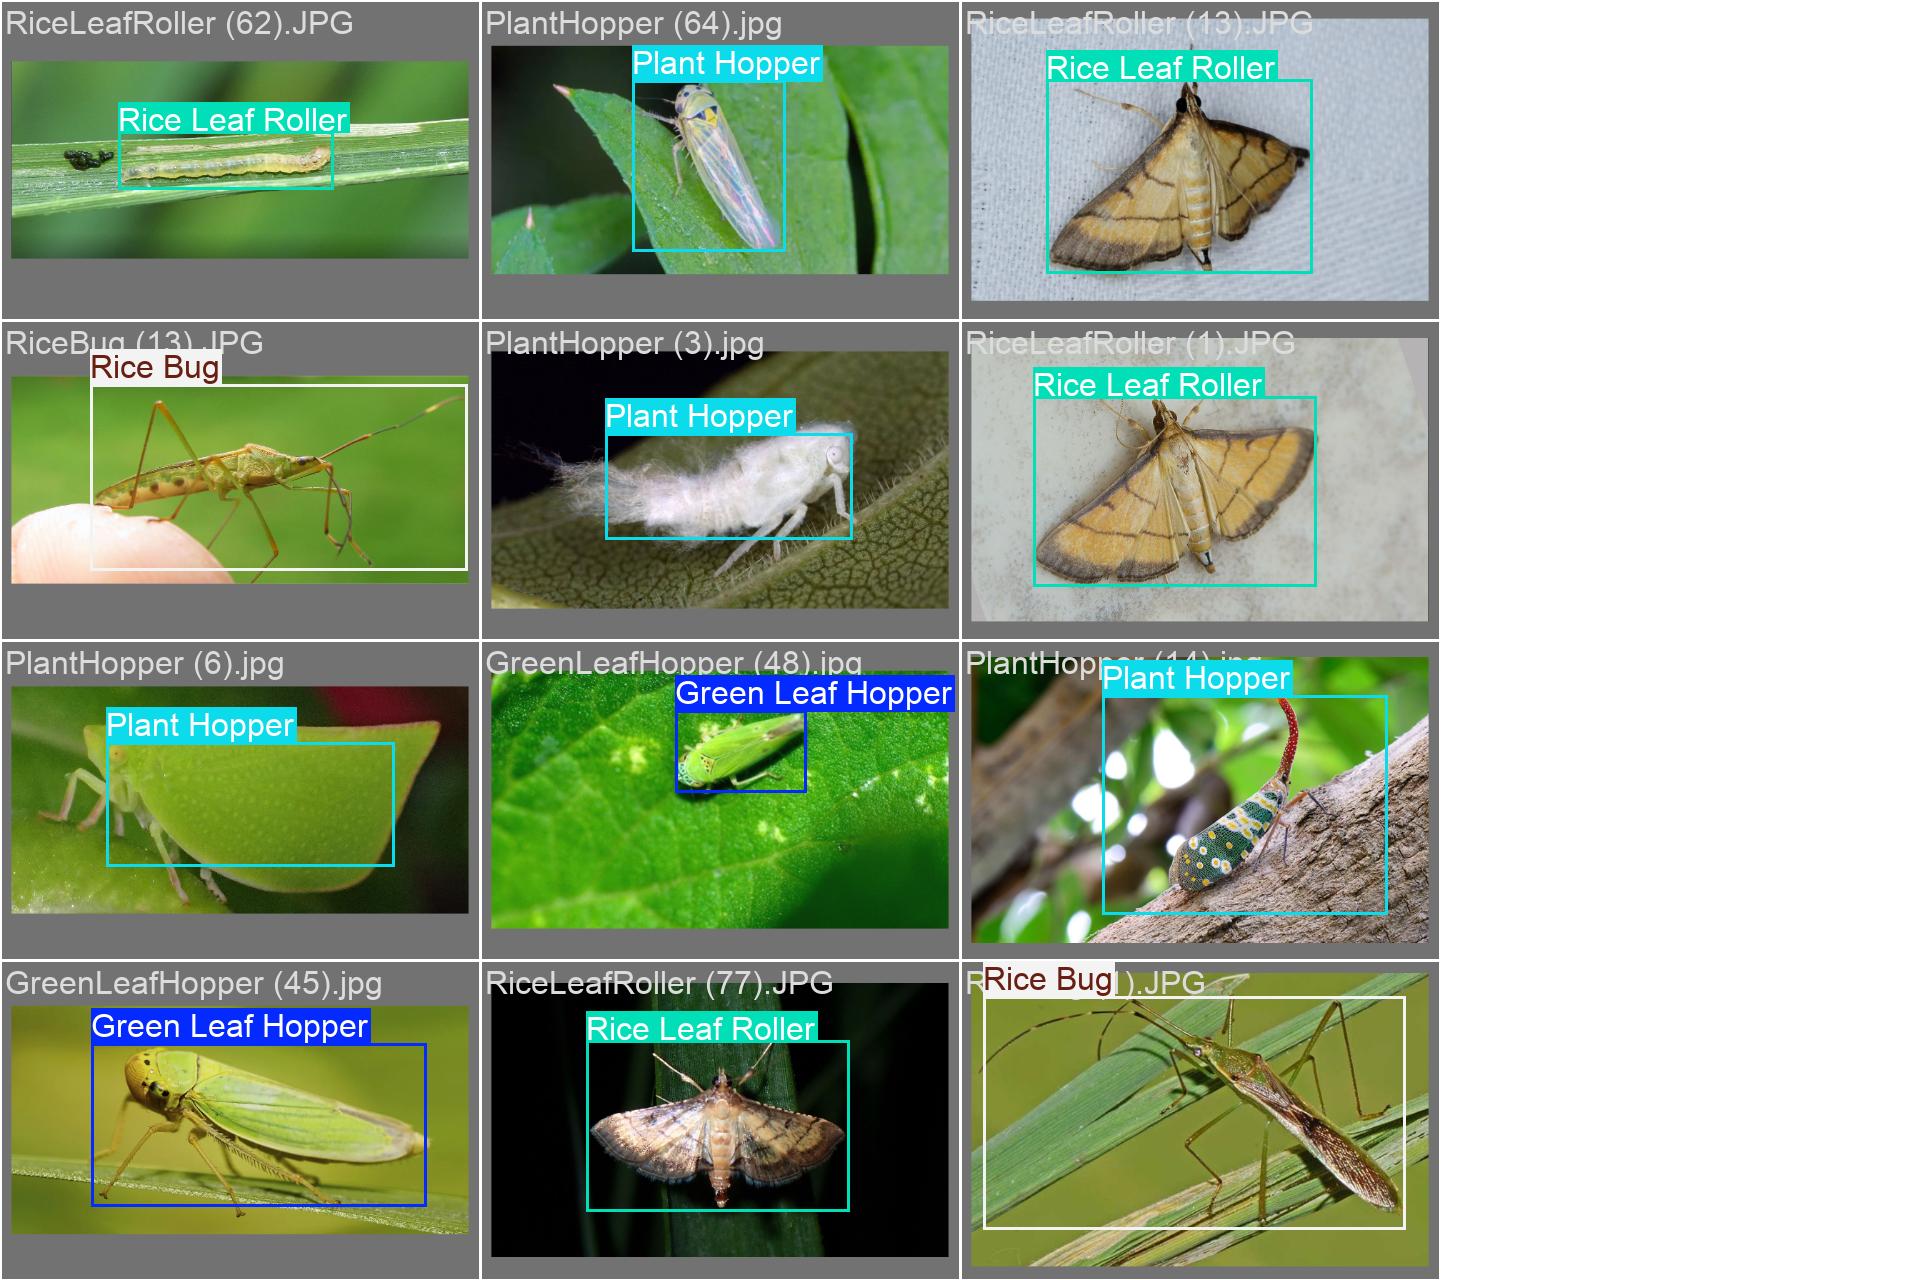 RiceLeafRoller (62).JPG
Rice Leaf Roller
PlantHopper (64).jpg
Plant Hopper
RiceLeafRoller (13).JPG
Rice Leaf Roller
RiceBug (13).JPG
Rice Bug
PlantHopper (3).jpg
Plant Hopper
RiceLeafRoller (1).JPG
Rice Leaf Roller
PlantHopper (6).jpg
Plant Hopper
GreenLeafHopper (48).jpg
Green Leaf Hopper
PlantHopper (14).jpg
Plant Hopper
GreenLeafHopper (45).jpg
Green Leaf Hopper
RiceLeafRoller (77).JPG
Rice Leaf Roller
Rice Bug